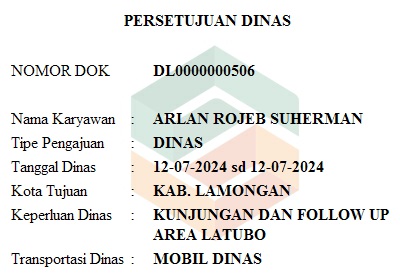 PERSETUJUAN DINAS
NOMOR DOK DL0000000506
Nama Karyawan : ARLAN ROJEB SUHERMAN
Tipe Pengajuan : DINAS
Tanggal Dinas : 12-07-2024 sd 12-07-2024
Kota Tujuan : KAB. LAMONGAN
Keperluan Dinas : KUNJUNGAN DAN FOLLOW UP
AREA LATUBO
Transportasi Dinas : MOBIL DINAS